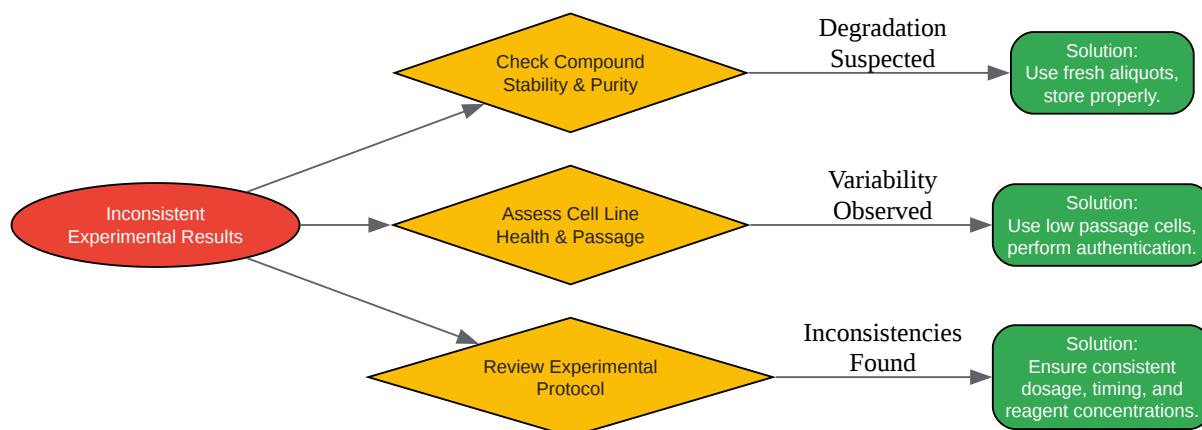 Inconsistent
Experimental Results
Check Compound
Stability & Purity
Degradation
Suspected
Solution:
Use fresh aliquots,
store properly.
Assess Cell Line
Health & Passage
Variability
Observed
Solution:
Use low passage cells,
perform authentication.
Review Experimental
Protocol
Inconsistencies
Found
Solution:
Ensure consistent
dosage, timing, and
reagent concentrations.